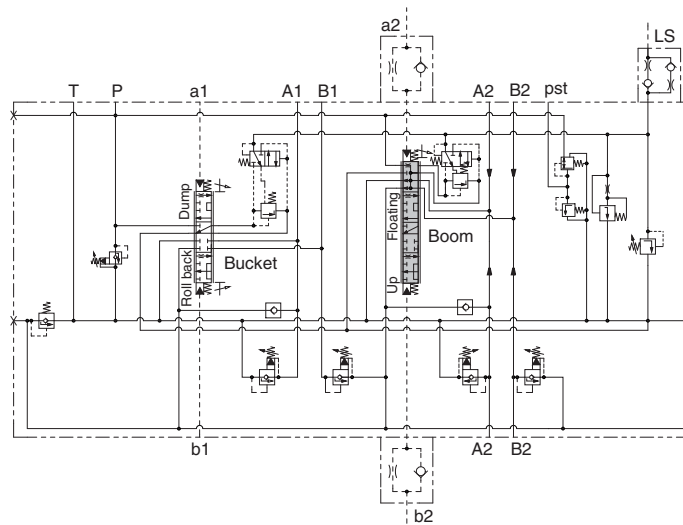 a2
LS
T
P
a1
A1
B1
A2
B2
pst
Dump
Roll back
Bucket
Floating
Up
Boom
b1
A2
B2
b2